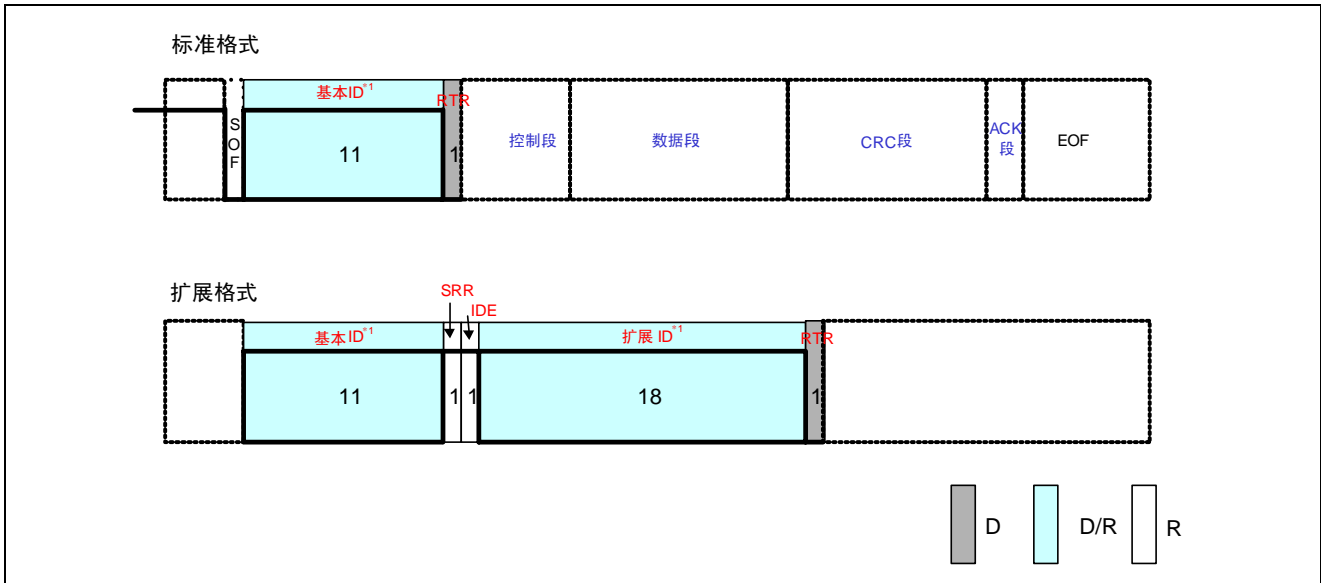 标准格式
基本ID*1
RTR
SOF
11
1
控制段
数据段
CRC段
ACK
段
EOF
扩展格式
SRR
IDE
基本ID*1
扩展 ID*1
RTR
11
1
1
18
1
D
D/R
R